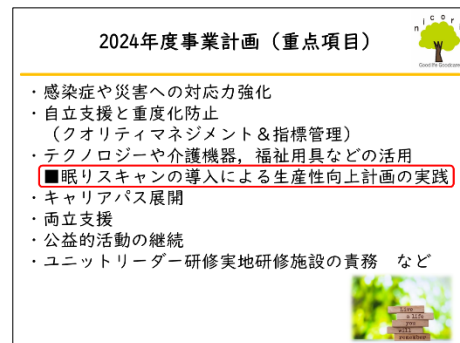 nicori
Good life Good care
2024年度事業計画（重点項目）
・感染症や災害への対応力強化
・自立支援と重度化防止
（クオリティマネジメント＆指標管理）
・テクノロジーや介護機器，福祉用具などの活用
■眠りスキャンの導入による生産性向上計画の実践
・キャリアパス展開
・両立支援
・公益的活動の継続
・ユニットリーダー研修実地研修施設の責務　など
Live
a life
you
will
remember